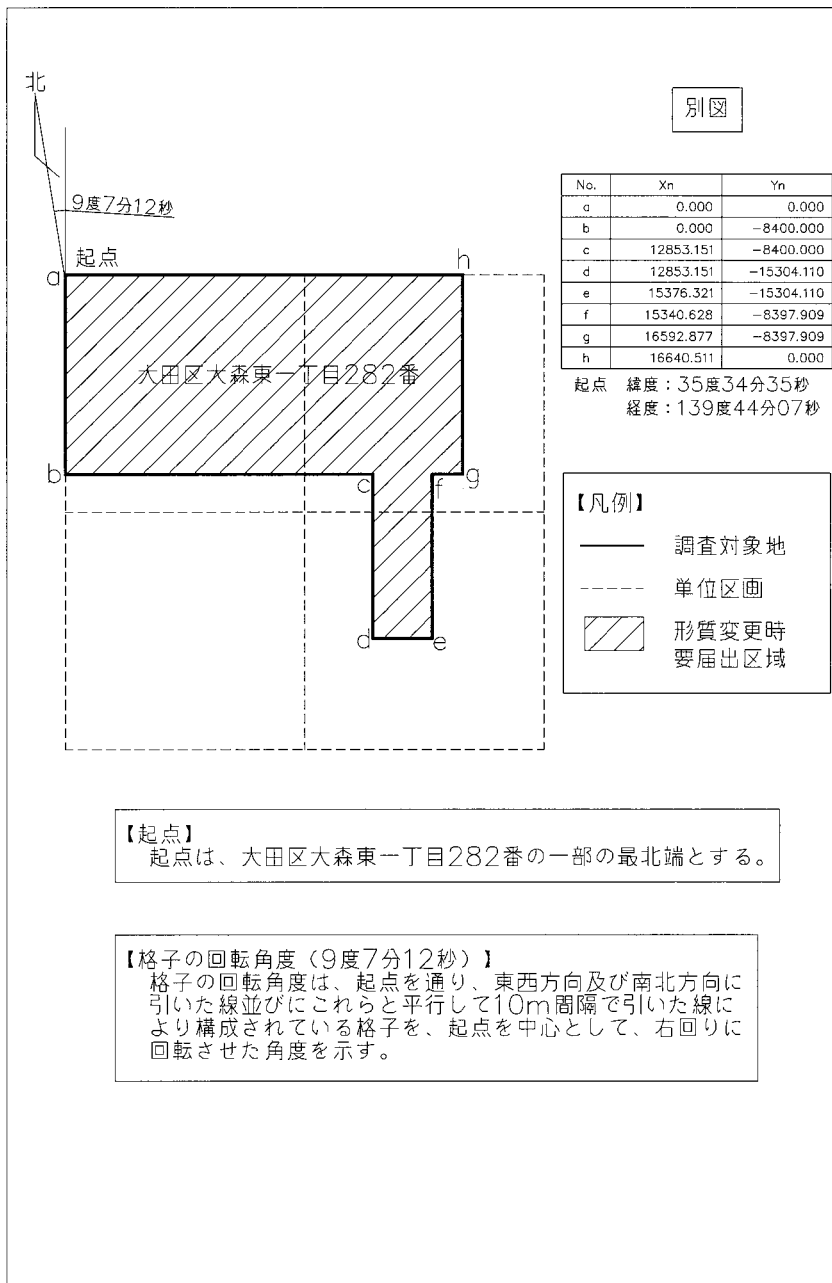 北
別図
9度7分12秒
No. Xn Yn
a 0.000 0.000
b 0.000 -8400.000
c 12853.151 -8400.000
d 12853.151 -15304.110
e 15376.321 -15304.110
f 15340.628 -8397.909
g 16592.877 -8397.909
h 16640.511 0.000
起点 緯度：35度34分35秒
経度：139度44分07秒
起点
a
h
大田区大森東一丁目282番
b
c
f
g
d
e
【凡例】
調査対象地
単位区画
形質変更時
要届出区域
【起点】
起点は、大田区大森東一丁目282番の一部の最北端とする。
【格子の回転角度（9度7分12秒）】
格子の回転角度は、起点を通り、東西方向及び南北方向に
引いた線並びにこれらと平行して10m間隔で引いた線に
より構成されている格子を、起点を中心として、右回りに
回転させた角度を示す。